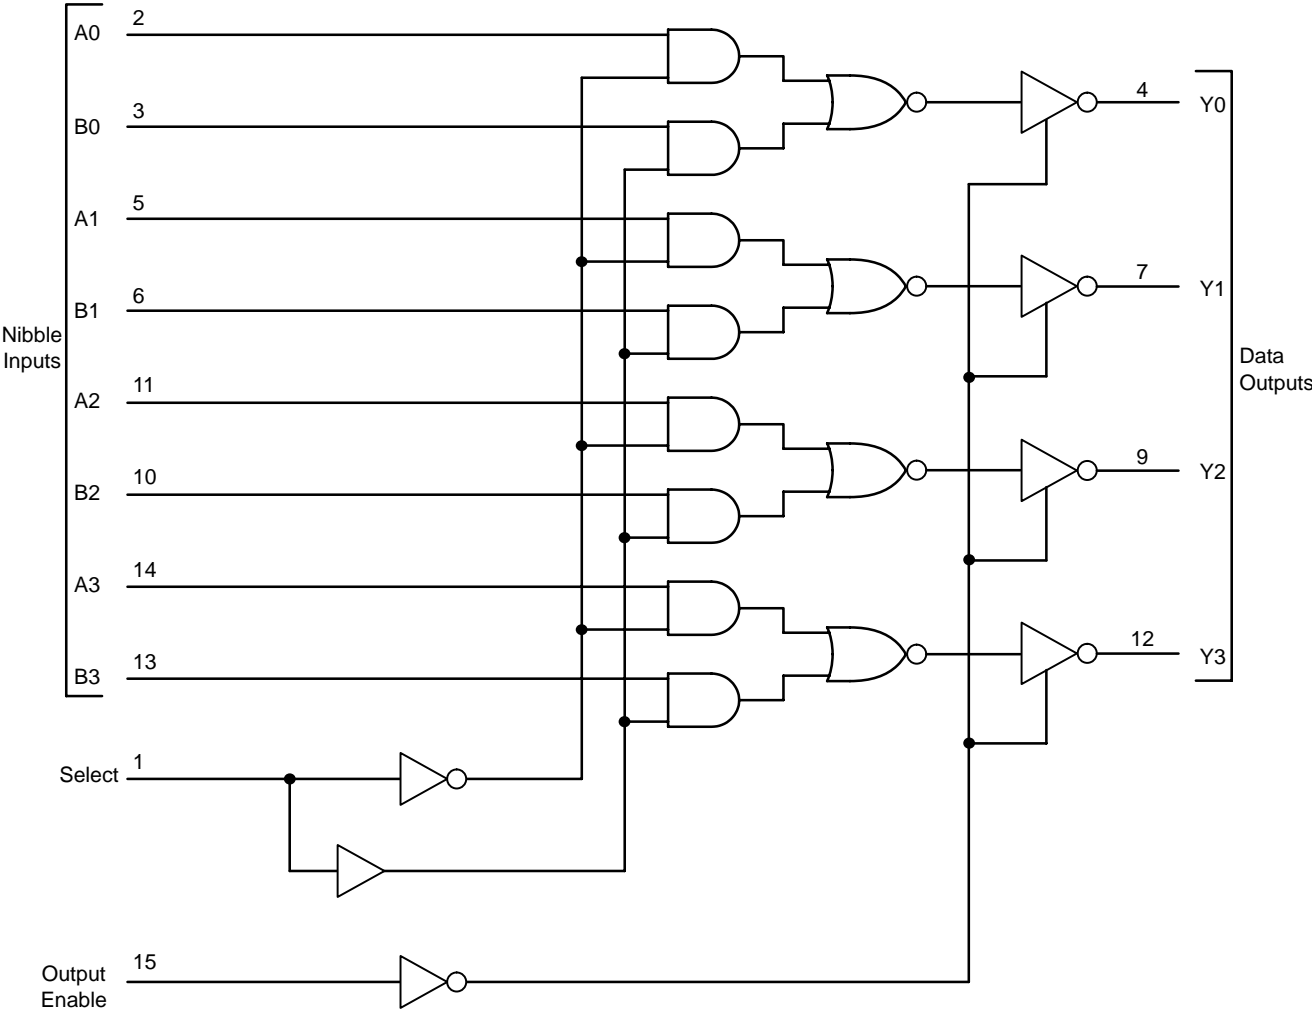 A0 2
B0 3
4 Y0
A1 5
B1 6
7 Y1
Nibble
Inputs
Data
Outputs
A2 11
B2 10
9 Y2
A3 14
B3 13
12 Y3
Select 1
15
Output
Enable